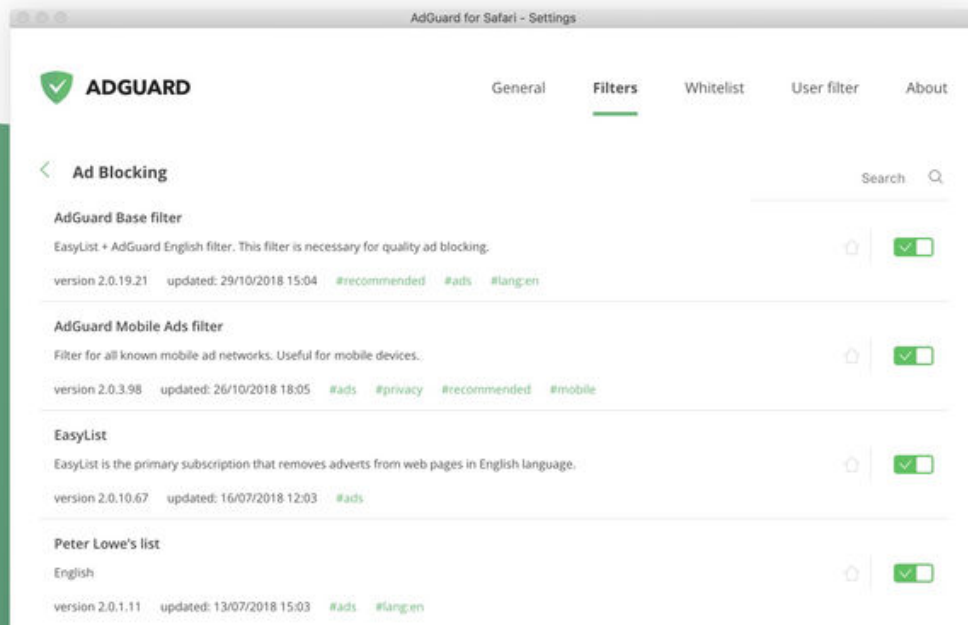 AdGuard for Safari - Settings
ADGUARD
General Filters Whitelist User filter About
Ad Blocking
Search
AdGuard Base filter
EasyList + AdGuard English filter. This filter is necessary for quality ad blocking.
version 2.0.19.21 updated: 29/10/2018 15:04 #recommended #ads #lang:en
AdGuard Mobile Ads filter
Filter for all known mobile ad networks. Useful for mobile devices.
version 2.0.3.98 updated: 26/10/2018 18:05 #ads #privacy #recommended #mobile
EasyList
EasyList is the primary subscription that removes adverts from web pages in English language.
version 2.0.10.67 updated: 16/07/2018 12:03 #ads
Peter Lowe's list
English
version 2.0.1.11 updated: 13/07/2018 15:03 #ads #lang:en